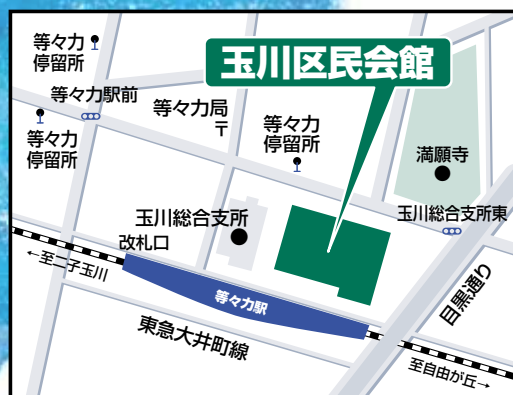 等々力
停留所
玉川区民会館
等々力駅前
等々力局
〒
等々力
停留所
等々力
停留所
満願寺
玉川総合支所東
玉川総合支所
改札口
←至二子玉川
等々力駅
目黒通り
東急大井町線
至自由が丘→